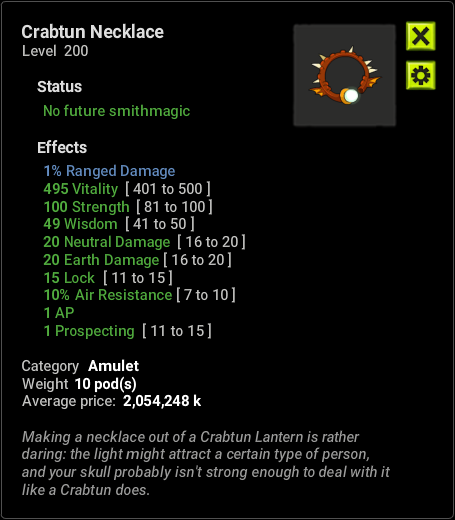 Crabtun Necklace
Level 200
Status
No future smithmagic
Effects
1% Ranged Damage
495 Vitality [ 401 to 500 ]
100 Strength [ 81 to 100 ]
49 Wisdom [ 41 to 50 ]
20 Neutral Damage [ 16 to 20 ]
20 Earth Damage [ 16 to 20 ]
15 Lock [ 11 to 15 ]
10% Air Resistance [ 7 to 10 ]
1 AP
1 Prospecting [ 11 to 15 ]
Category Amulet
Weight 10 pod(s)
Average price: 2,054,248 k
Making a necklace out of a Crabtun Lantern is rather
daring: the light might attract a certain type of person,
and your skull probably isn't strong enough to deal with it
like a Crabtun does.